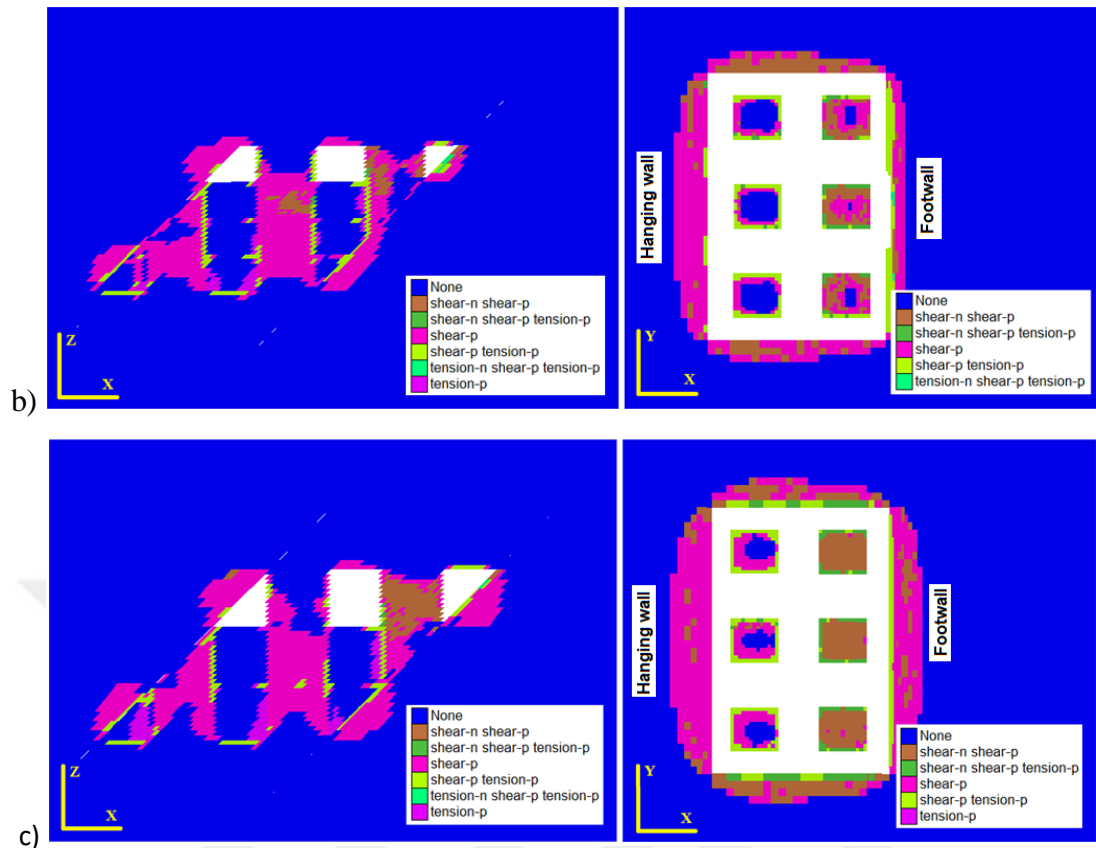 Z
X
None
shear-n shear-p
shear-n shear-p tension-p
shear-p
shear-p tension-p
tension-n shear-p tension-p
tension-p
Hanging wall
Footwall
Y
X
None
shear-n shear-p
shear-n shear-p tension-p
shear-p
shear-p tension-p
tension-n shear-p tension-p
b)
Z
X
None
shear-n shear-p
shear-n shear-p tension-p
shear-p
shear-p tension-p
tension-n shear-p tension-p
tension-p
Hanging wall
Footwall
Y
X
None
shear-n shear-p
shear-n shear-p tension-p
shear-p
shear-p tension-p
tension-p
c)